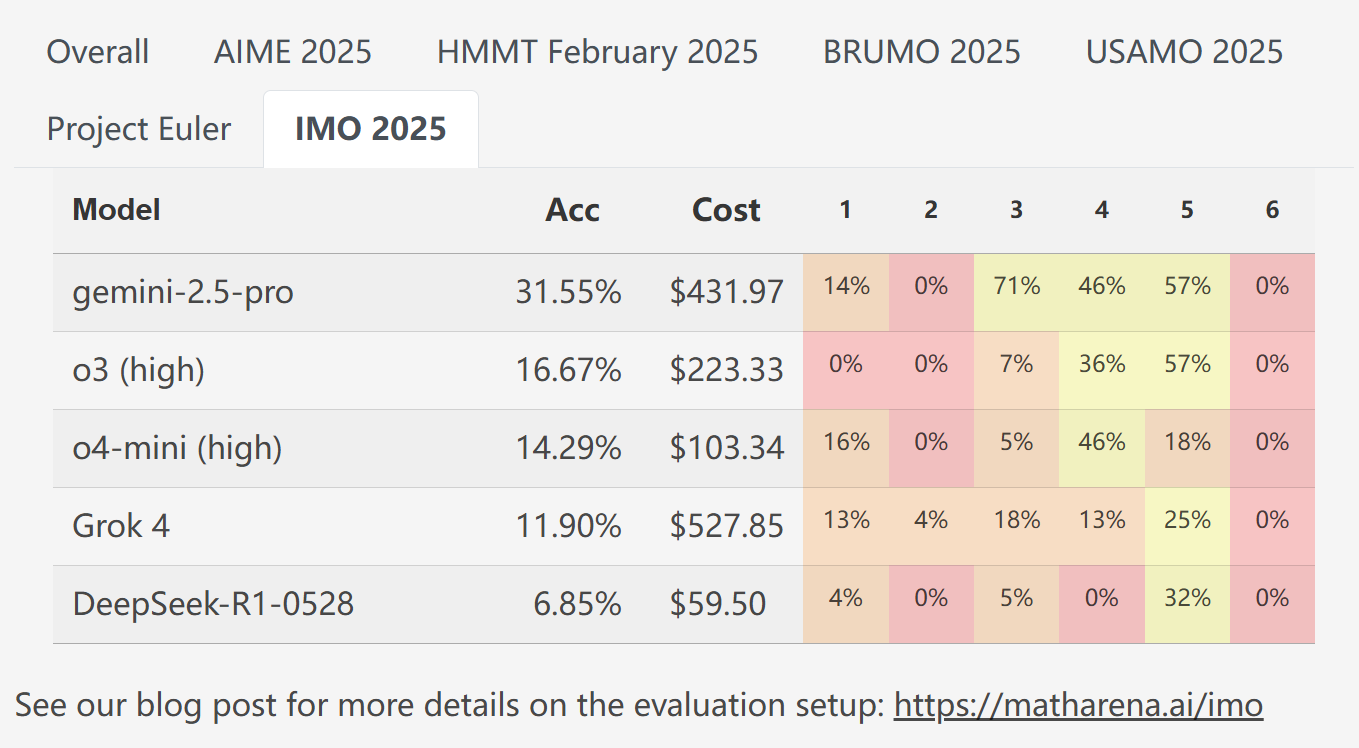 Overall AIME 2025 HMMT February 2025 BRUMO 2025 USAMO 2025
Project Euler IMO 2025
Model Acc Cost 1 2 3 4 5 6
gemini-2.5-pro 31.55% $431.97 14% 0% 71% 46% 57% 0%
o3 (high) 16.67% $223.33 0% 0% 7% 36% 57% 0%
o4-mini (high) 14.29% $103.34 16% 0% 5% 46% 18% 0%
Grok 4 11.90% $527.85 13% 4% 18% 13% 25% 0%
DeepSeek-R1-0528 6.85% $59.50 4% 0% 5% 0% 32% 0%
See our blog post for more details on the evaluation setup: https://matharena.ai/imo